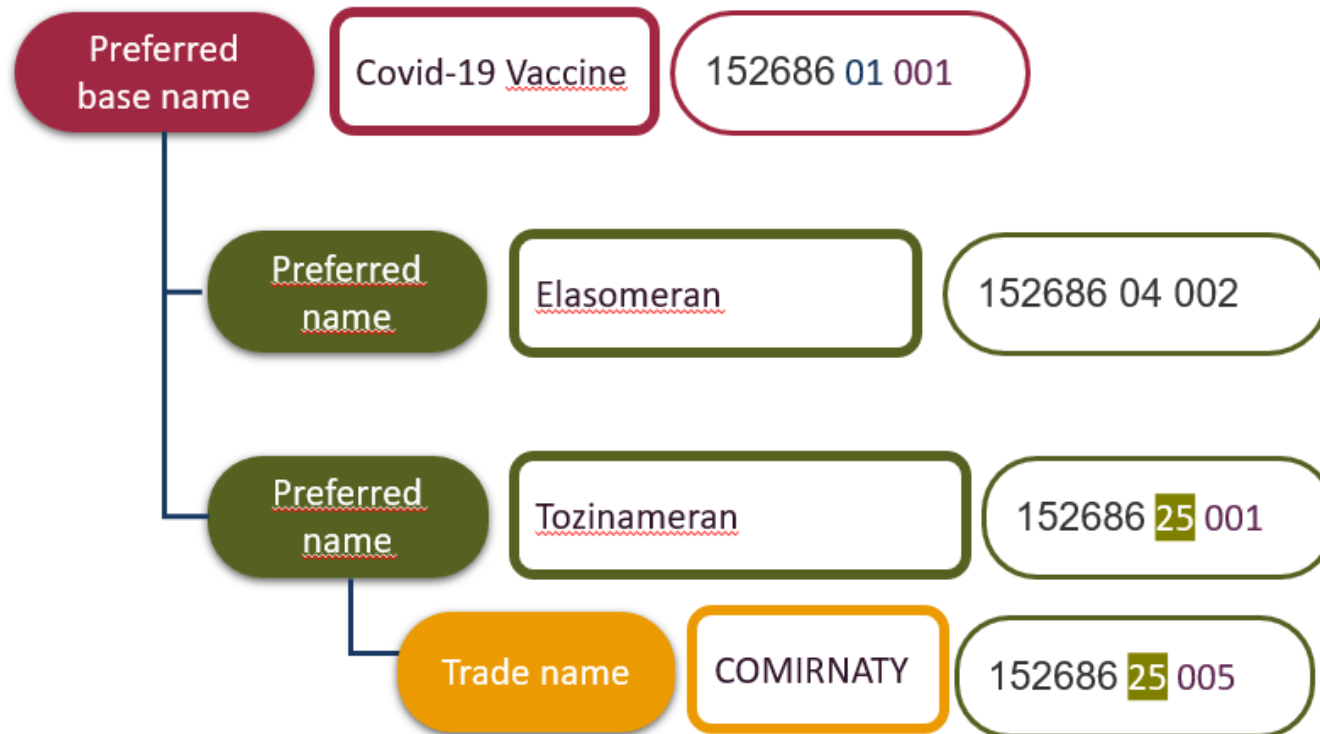 Preferred
base name
Covid-19 Vaccine
152686 01 001
Preferred
name
Elasomeran
152686 04 002
Preferred
name
Tozinameran
152686 25 001
Trade name
COMIRNATY
152686 25 005